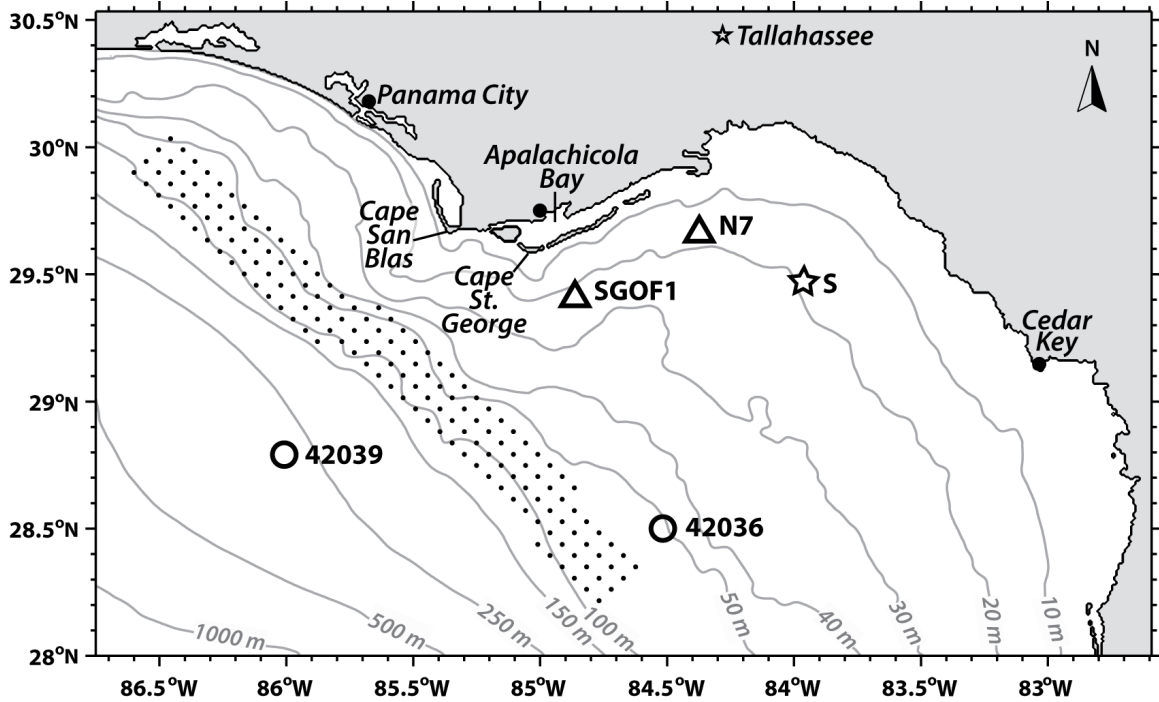 30.5°N
Tallahassee
N
Panama City
30°N
Apalachicola
Bay
Cape
San
Blas
N7
29.5°N
Cape
St.
George
SGOF1
S
Cedar
Key
29°N
42039
28.5°N
42036
1000 m
500 m
250 m
150 m
100 m
50 m
40 m
30 m
20 m
10 m
28°N
86.5°W
86°W
85.5°W
85°W
84.5°W
84°W
83.5°W
83°W